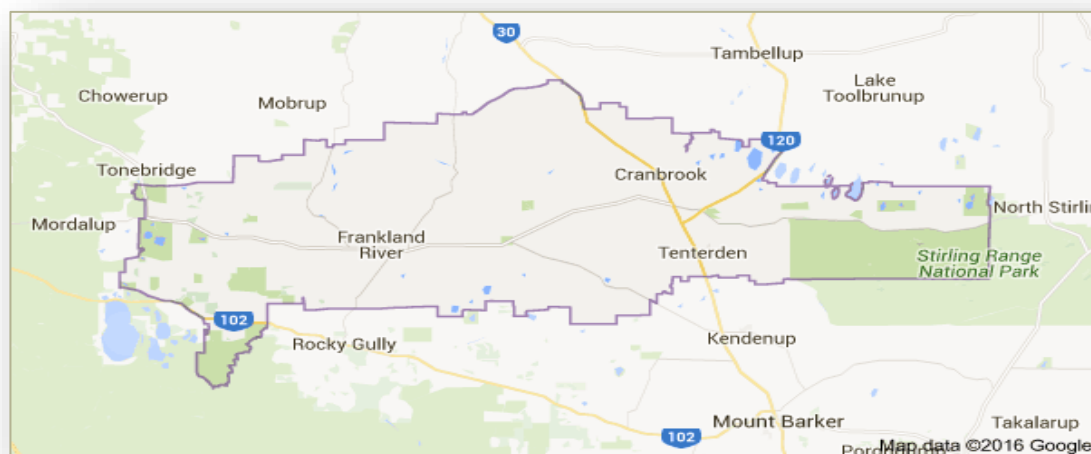 30
Tambellup
Lake
Toolbrunup
Chowerup
Mobrup
120
Tonebridge
Cranbrook
North Stirlin
Mordalup
Frankland
River
Tenterden
Stirling Range
National Park
102
Rocky Gully
Kendenup
Mount Barker
102
Takalarup
Map data ©2016 Google